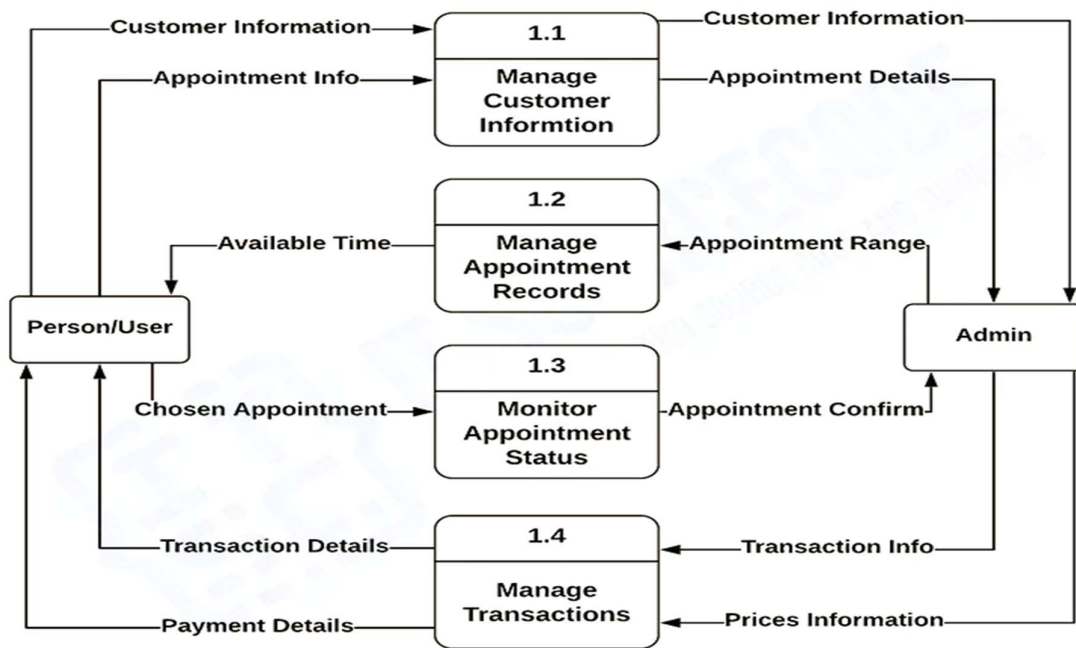 Customer Information
1.1
Customer Information
Appointment Info
Manage
Customer
Informtion
Appointment Details
1.2
Available Time
Manage
Appointment
Records
Appointment Range
Person/User
Admin
1.3
Chosen Appointment
Monitor
Appointment
Status
Appointment Confirm
1.4
Transaction Details
Transaction Info
Manage
Transactions
Payment Details
Prices Information